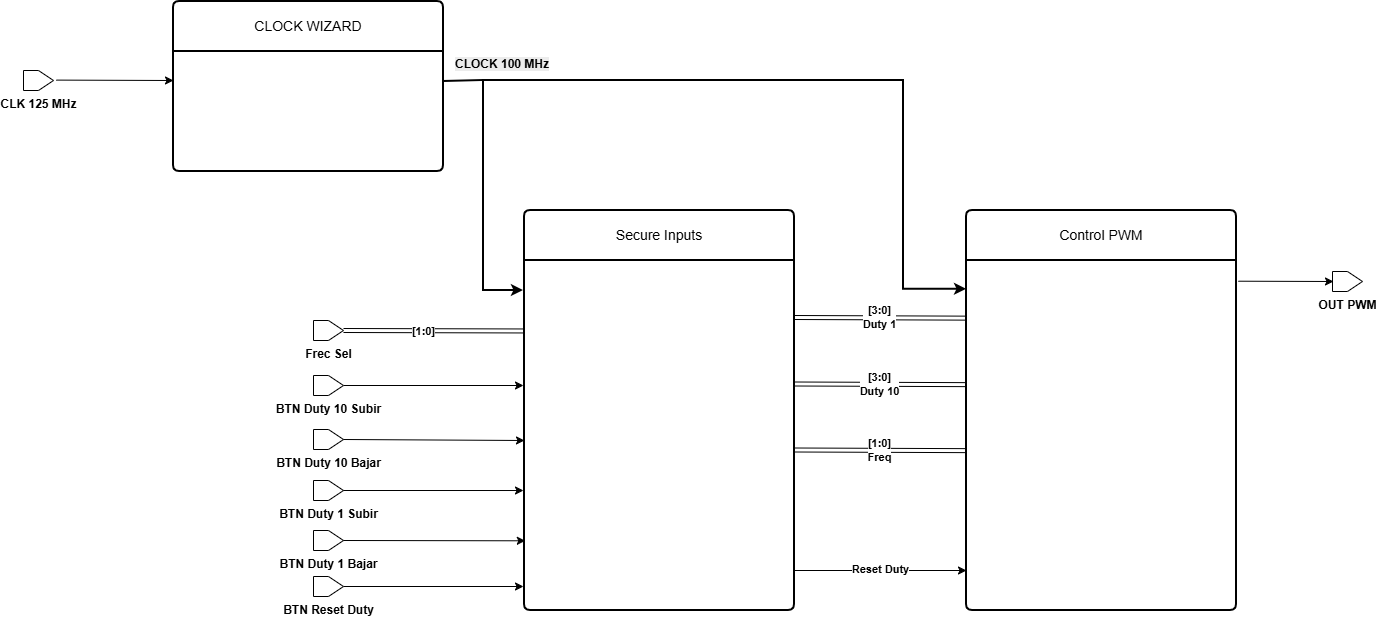 CLOCK WIZARD
CLOCK 100 MHz
CLK 125 MHz
Secure Inputs
Control PWM
OUT PWM
[3:0]
Duty 1
[1:0]
Frec Sel
[3:0]
Duty 10
BTN Duty 10 Subir
[1:0]
Freq
BTN Duty 10 Bajar
BTN Duty 1 Subir
BTN Duty 1 Bajar
Reset Duty
BTN Reset Duty